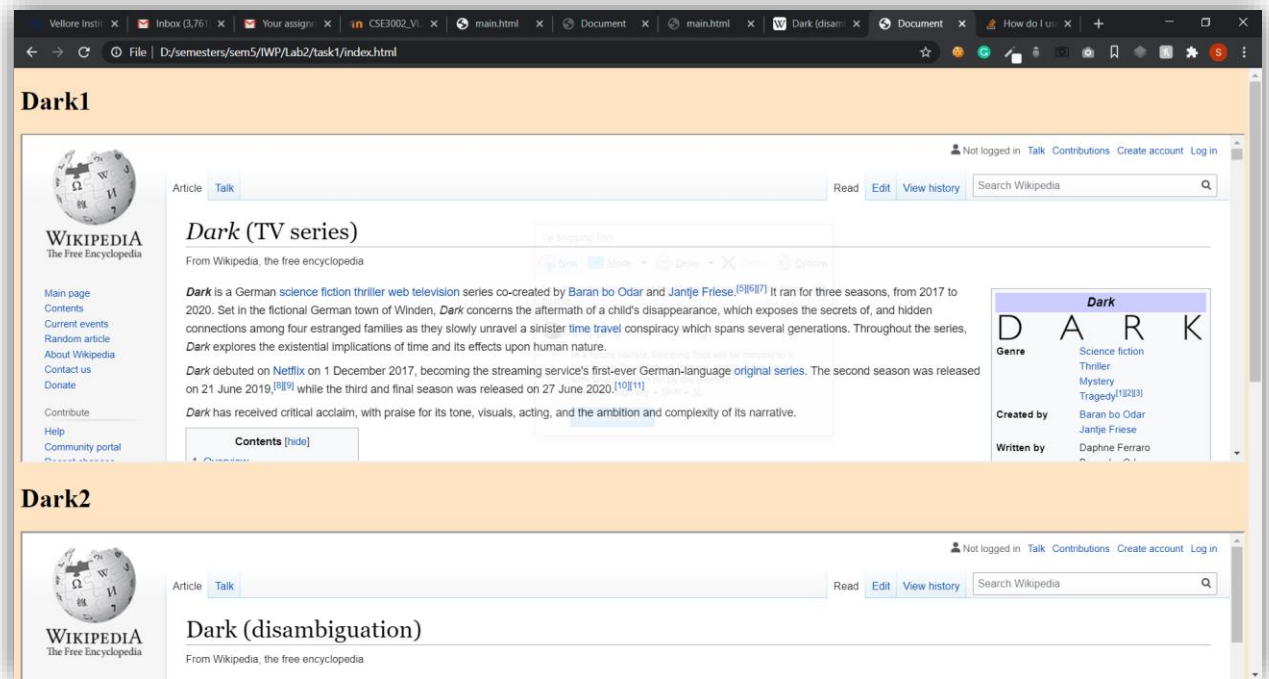 Vellore Instit
Inbox (3,761
Your assignm
CSE3002_VL
main.html
Document
main.html
Dark (disam
Document
How do I us
File | D:/semesters/sem5/IWP/Lab2/task1/index.html
S
Dark1
Not logged in Talk Contributions Create account Log in
Article Talk
Read Edit View history Search Wikipedia
WIKIPEDIA
The Free Encyclopedia
Dark (TV series)
From Wikipedia, the free encyclopedia
Main page
Contents
Current events
Random article
About Wikipedia
Contact us
Donate
Contribute
Help
Community portal
Dark is a German science fiction thriller web television series co-created by Baran bo Odar and Jantje Friese.[5][6][7] It ran for three seasons, from 2017 to
2020. Set in the fictional German town of Winden, Dark concerns the aftermath of a child's disappearance, which exposes the secrets of, and hidden
connections among four estranged families as they slowly unravel a sinister time travel conspiracy which spans several generations. Throughout the series,
Dark explores the existential implications of time and its effects upon human nature.
Dark debuted on Netflix on 1 December 2017, becoming the streaming service's first-ever German-language original series. The second season was released
on 21 June 2019,[8][9] while the third and final season was released on 27 June 2020.[10][11]
Dark has received critical acclaim, with praise for its tone, visuals, acting, and the ambition and complexity of its narrative.
Contents [hide]
Dark
DARK
Genre Science fiction
Thriller
Mystery
Tragedy[1][2][3]
Created by Baran bo Odar
Jantje Friese
Written by Daphne Ferraro
Snipping Tool
New Mode Delay Cancel Options
Dark2
Not logged in Talk Contributions Create account Log in
Article Talk
Read Edit View history Search Wikipedia
WIKIPEDIA
The Free Encyclopedia
Dark (disambiguation)
From Wikipedia, the free encyclopedia